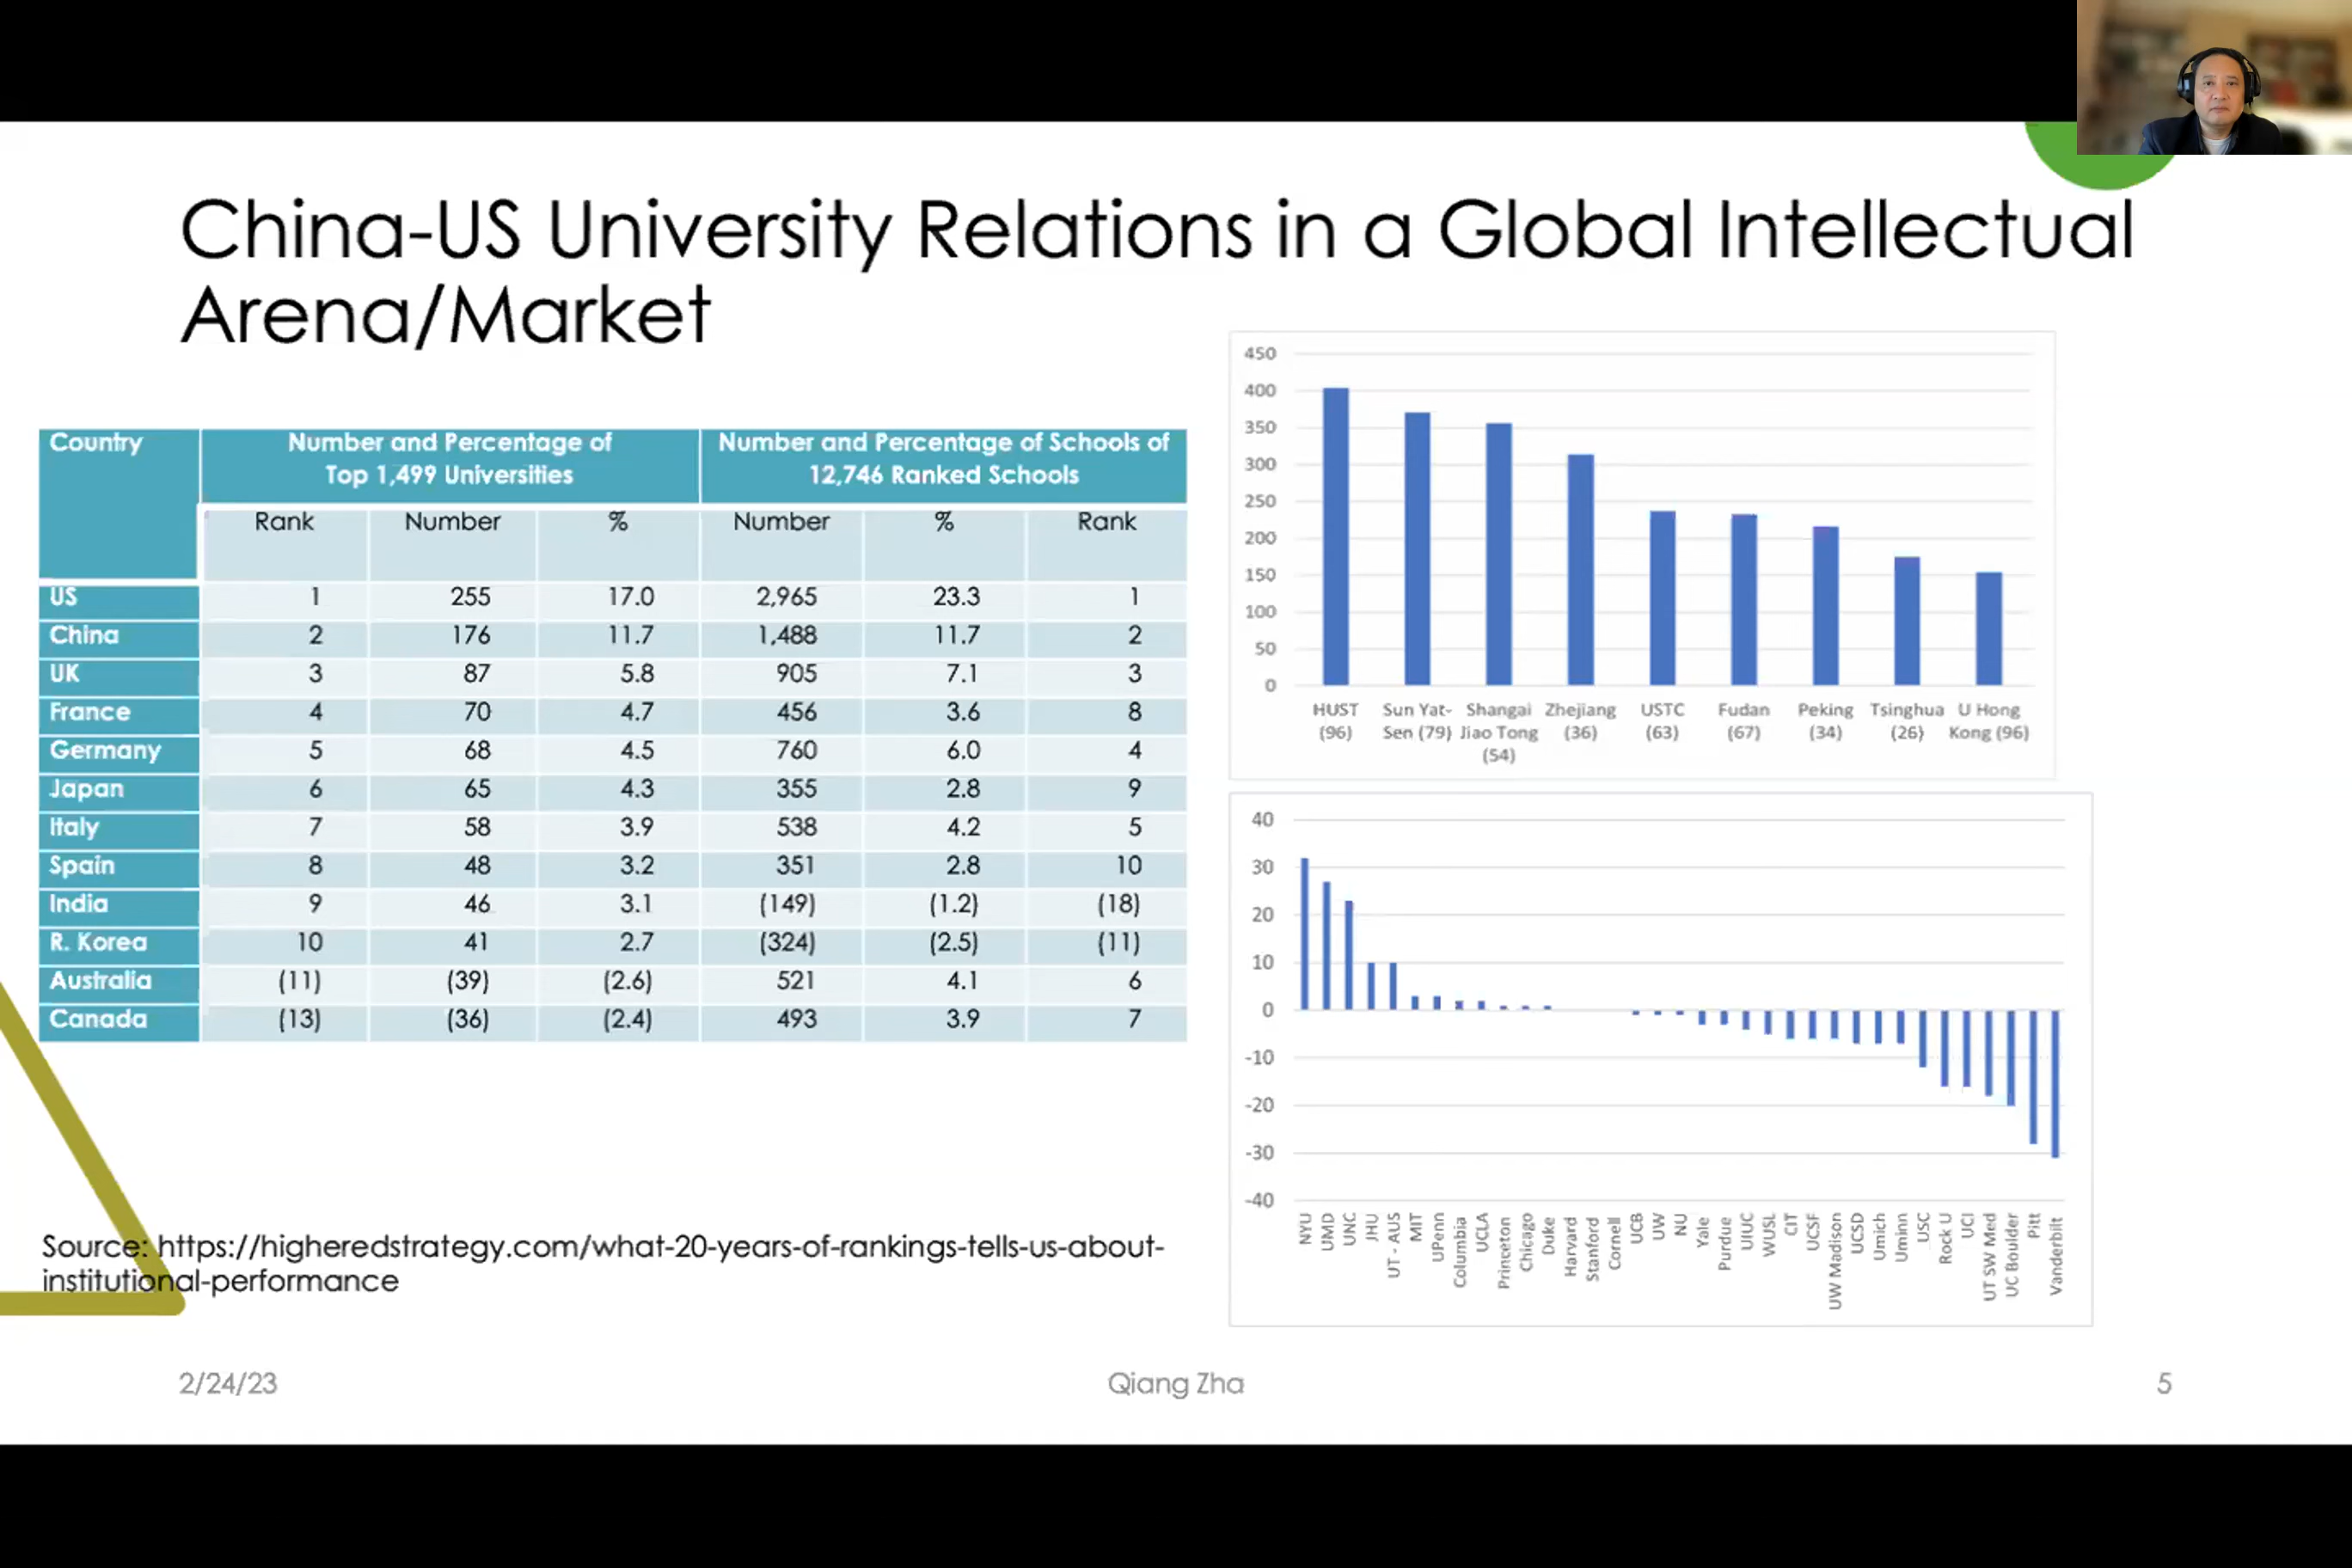 China-US University Relations in a Global Intellectual
Arena/Market
Country Number and Percentage of Number and Percentage of Schools of
Top 1,499 Universities 12,746 Ranked Schools
Rank Number % Number % Rank
US 1 255 17.0 2,965 23.3 1
China 2 176 11.7 1,488 11.7 2
UK 3 87 5.8 905 7.1 3
France 4 70 4.7 456 3.6 8
Germany 5 68 4.5 760 6.0 4
Japan 6 65 4.3 355 2.8 9
Italy 7 58 3.9 538 4.2 5
Spain 8 48 3.2 351 2.8 10
India 9 46 3.1 (149) (1.2) (18)
R. Korea 10 41 2.7 (324) (2.5) (11)
Australia (11) (39) (2.6) 521 4.1 6
Canada (13) (36) (2.4) 493 3.9 7
450
400
350
300
250
200
150
100
50
0
HUST Sun Yat- Shangai Zhejiang USTC Fudan Peking Tsinghua U Hong
(96) Sen (79) Jiao Tong (36) (63) (67) (34) (26) Kong (96)
(54)
40
30
20
10
0
-10
-20
-30
-40
NYU
UMD
UNC
JHU
UT - AUS
MIT
UPenn
Columbia
UCLA
Princeton
Chicago
Duke
Harvard
Stanford
Cornell
UCB
UW
NU
Yale
Purdue
UIUC
WUSL
CIT
UCSF
UW Madison
UCSD
Umich
Uminn
USC
Rock U
UCI
UT SW Med
UC Boulder
Pitt
Vanderbilt
Source: https://higheredstrategy.com/what-20-years-of-rankings-tells-us-about-
institutional-performance
2/24/23 Qiang Zha 5